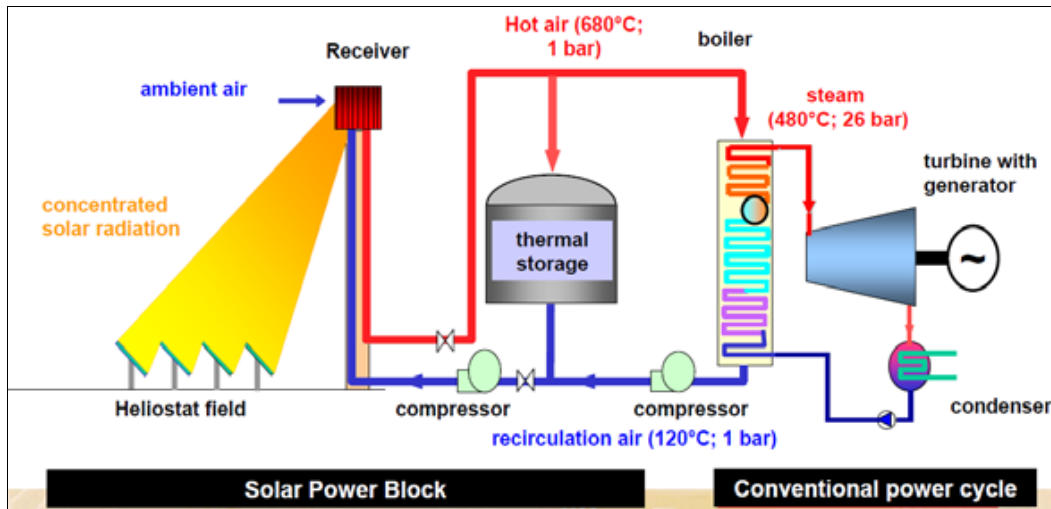 Hot air (680°C;
1 bar)
boiler
Receiver
ambient air
steam
(480°C; 26 bar)
turbine with
generator
concentrated
solar radiation
thermal
storage
~
Heliostat field
compressor
compressor
condenser
recirculation air (120°C; 1 bar)
Solar Power Block
Conventional power cycle